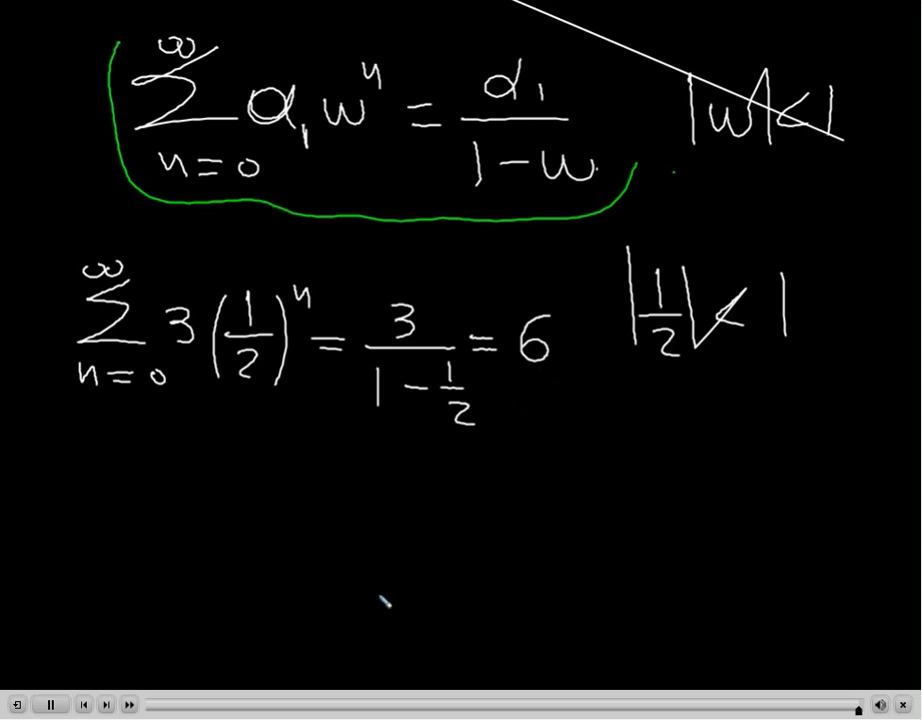 ∞
∑ a₁wⁿ = a₁/(1-w) |w|<1
n=0
∞
∑ 3(1/2)ⁿ = 3/(1-1/2) = 6 |1/2| < 1
n=0